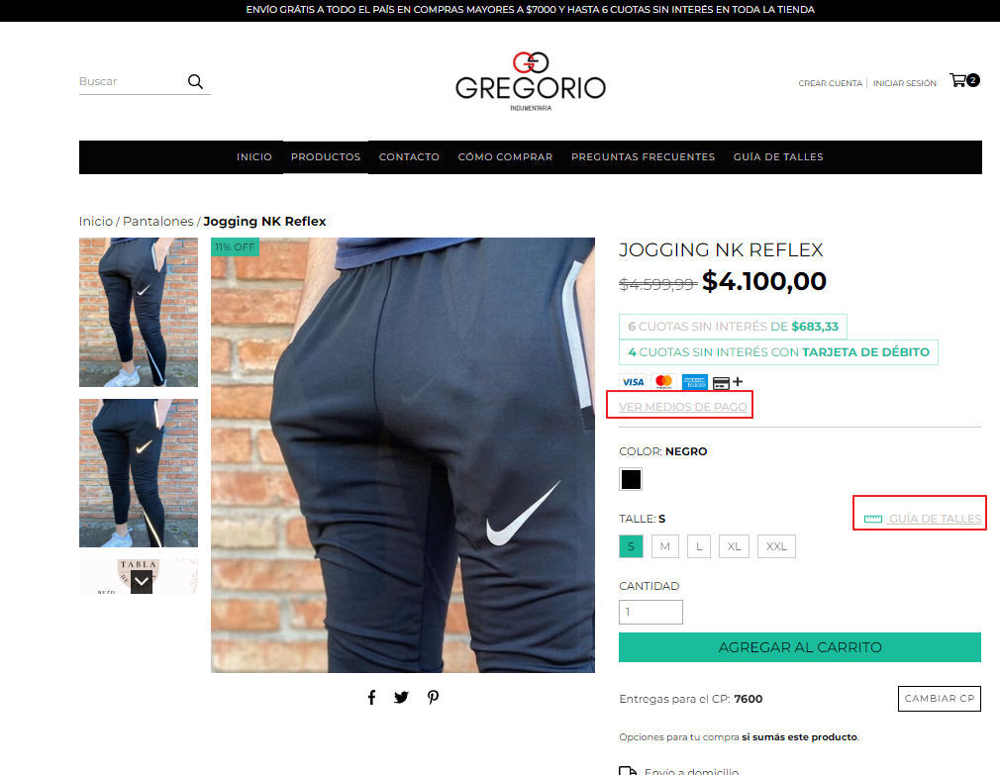 ENVÍO GRÁTIS A TODO EL PAÍS EN COMPRAS MAYORES A $7000 Y HASTA 6 CUOTAS SIN INTERÉS EN TODA LA TIENDA
Buscar
GREGORIO
INDUMENTARIA
CREAR CUENTA | INICIAR SESIÓN 2
INICIO PRODUCTOS CONTACTO CÓMO COMPRAR PREGUNTAS FRECUENTES GUÍA DE TALLES
Inicio / Pantalones / Jogging NK Reflex
11% OFF
TABLA
JOGGING NK REFLEX
$4.599,99 $4.100,00
6 CUOTAS SIN INTERÉS DE $683,33
4 CUOTAS SIN INTERÉS CON TARJETA DE DÉBITO
VISA
VER MEDIOS DE PAGO
COLOR: NEGRO
TALLE: S
GUÍA DE TALLES
S M L XL XXL
CANTIDAD
1
AGREGAR AL CARRITO
Entregas para el CP: 7600
CAMBIAR CP
Opciones para tu compra si sumás este producto.
Envío a domicilio